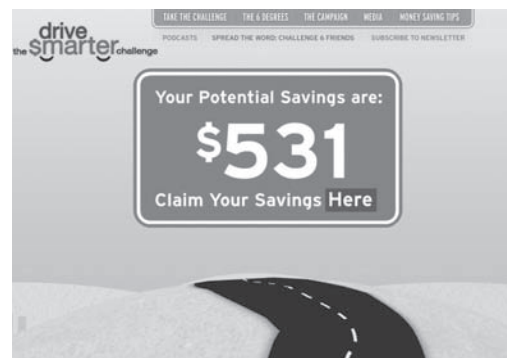 TAKE THE CHALLENGE THE 6 DEGREES THE CAMPAIGN MEDIA MONEY SAVING TIPS
PODCASTS SPREAD THE WORD: CHALLENGE 6 FRIENDS SUBSCRIBE TO NEWSLETTER
drive
the smarter challenge
Your Potential Savings are:
$531
Claim Your Savings Here